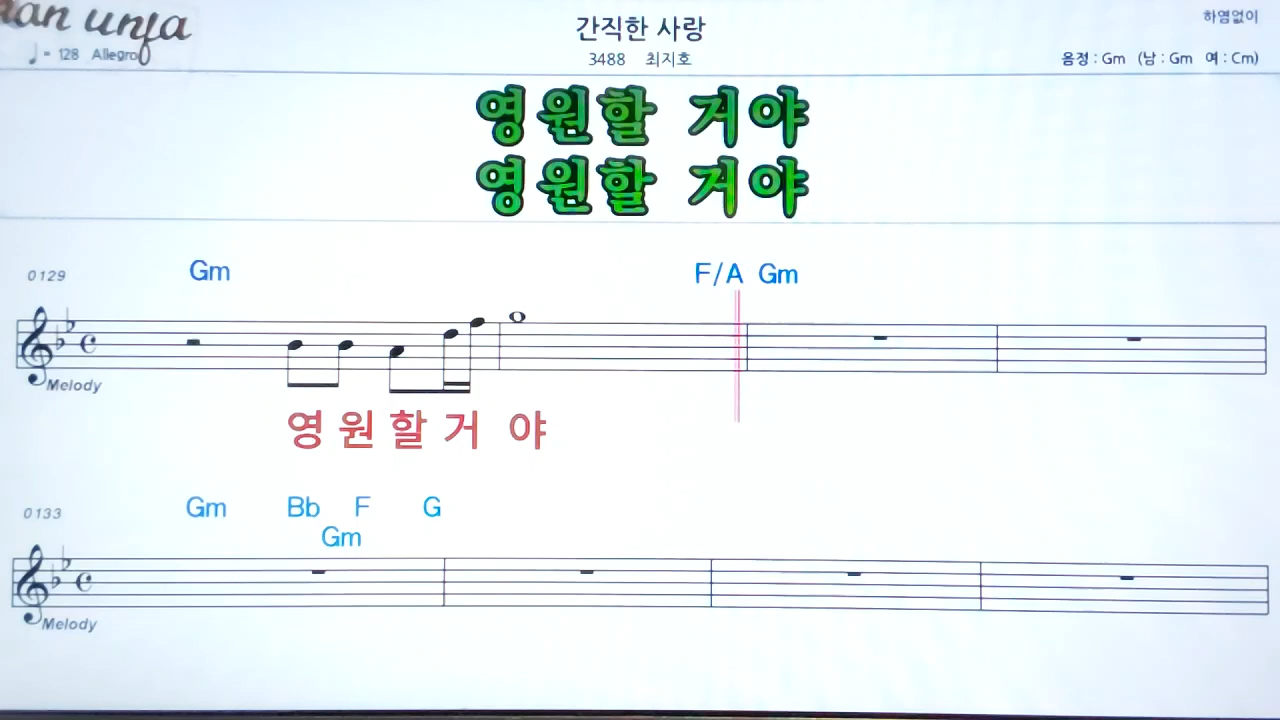 간직한 사랑
하염없이
♩= 128 Allegro
3488 최지호
음정 : Gm (남 : Gm 여 : Cm)
영원할 거야
영원할 거야
0129 Gm F/A Gm
Melody
영 원 할 거 야
0133 Gm Bb F G
Gm
Melody